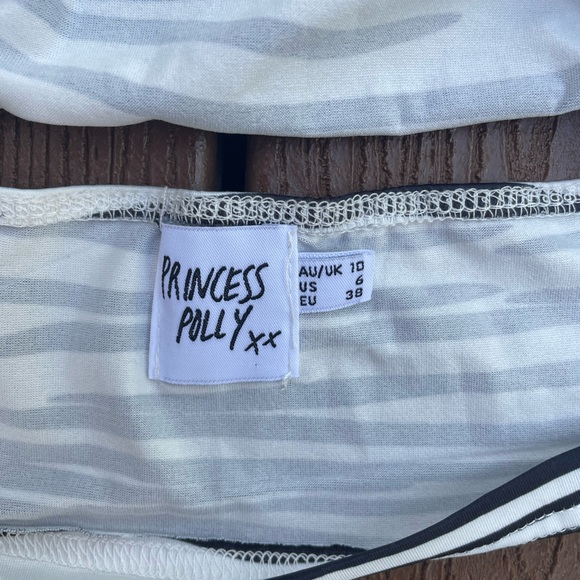 PRINCESS
POLLY xx
AU/UK 10
US 6
EU 38